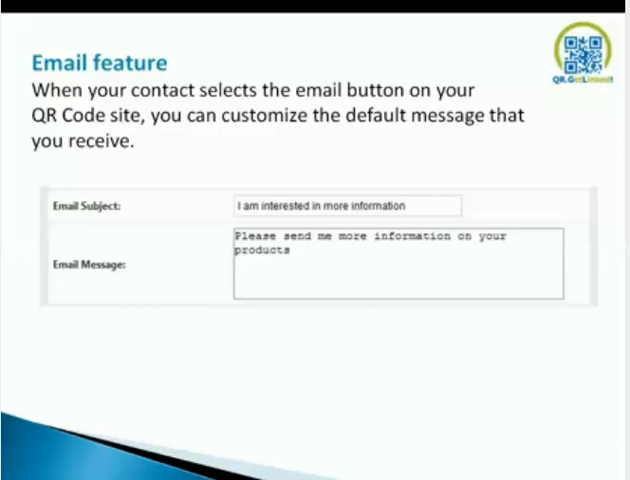 Email feature
When your contact selects the email button on your
QR Code site, you can customize the default message that
you receive.
QR.GetLinked!
Email Subject:
I am interested in more information
Email Message:
Please send me more information on your
products